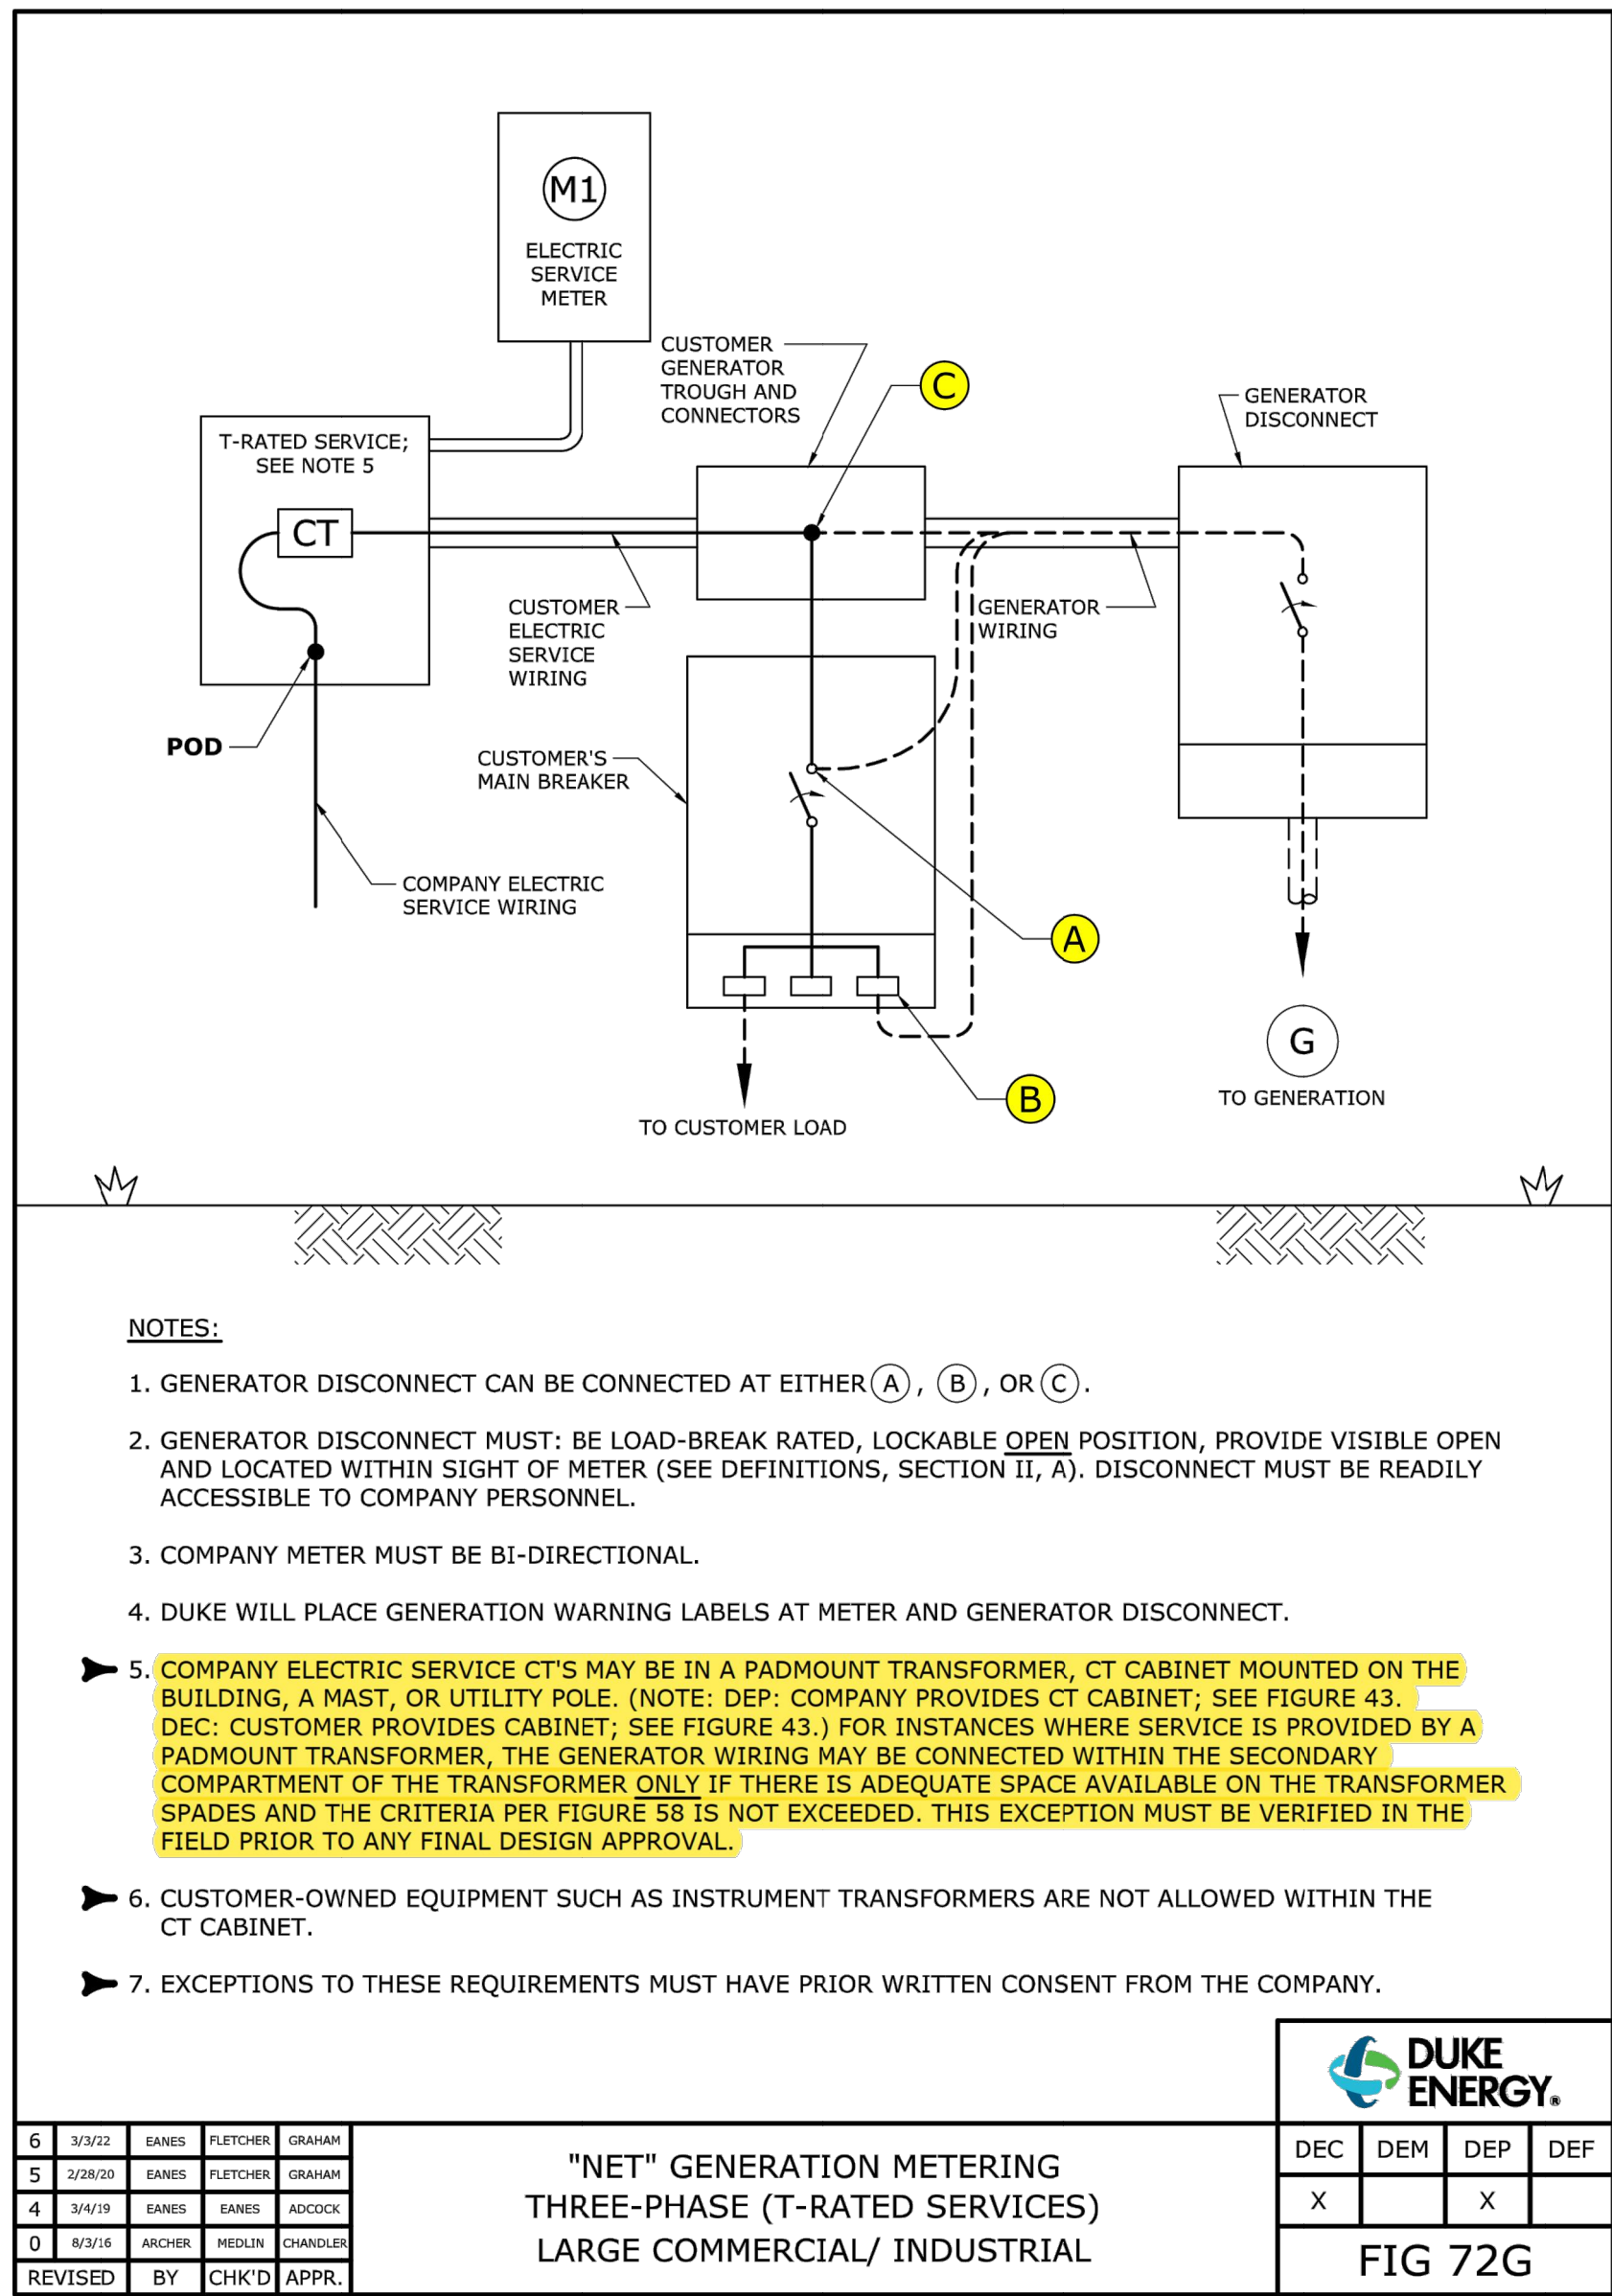 M1
ELECTRIC
SERVICE
METER
CUSTOMER
GENERATOR
TROUGH AND
CONNECTORS
C
GENERATOR
DISCONNECT
T-RATED SERVICE;
SEE NOTE 5
CT
CUSTOMER
ELECTRIC
SERVICE
WIRING
GENERATOR
WIRING
POD
CUSTOMER'S
MAIN BREAKER
COMPANY ELECTRIC
SERVICE WIRING
A
B
G
TO GENERATION
TO CUSTOMER LOAD
NOTES:
1. GENERATOR DISCONNECT CAN BE CONNECTED AT EITHER A, B, OR C.
2. GENERATOR DISCONNECT MUST: BE LOAD-BREAK RATED, LOCKABLE OPEN POSITION, PROVIDE VISIBLE OPEN
AND LOCATED WITHIN SIGHT OF METER (SEE DEFINITIONS, SECTION II, A). DISCONNECT MUST BE READILY
ACCESSIBLE TO COMPANY PERSONNEL.
3. COMPANY METER MUST BE BI-DIRECTIONAL.
4. DUKE WILL PLACE GENERATION WARNING LABELS AT METER AND GENERATOR DISCONNECT.
5. COMPANY ELECTRIC SERVICE CT'S MAY BE IN A PADMOUNT TRANSFORMER, CT CABINET MOUNTED ON THE
BUILDING, A MAST, OR UTILITY POLE. (NOTE: DEP: COMPANY PROVIDES CT CABINET; SEE FIGURE 43.
DEC: CUSTOMER PROVIDES CABINET; SEE FIGURE 43.) FOR INSTANCES WHERE SERVICE IS PROVIDED BY A
PADMOUNT TRANSFORMER, THE GENERATOR WIRING MAY BE CONNECTED WITHIN THE SECONDARY
COMPARTMENT OF THE TRANSFORMER ONLY IF THERE IS ADEQUATE SPACE AVAILABLE ON THE TRANSFORMER
SPADES AND THE CRITERIA PER FIGURE 58 IS NOT EXCEEDED. THIS EXCEPTION MUST BE VERIFIED IN THE
FIELD PRIOR TO ANY FINAL DESIGN APPROVAL.
6. CUSTOMER-OWNED EQUIPMENT SUCH AS INSTRUMENT TRANSFORMERS ARE NOT ALLOWED WITHIN THE
CT CABINET.
7. EXCEPTIONS TO THESE REQUIREMENTS MUST HAVE PRIOR WRITTEN CONSENT FROM THE COMPANY.
DUKE
ENERGY®
6 3/3/22 EANES FLETCHER GRAHAM
5 2/28/20 EANES FLETCHER GRAHAM
4 3/4/19 EANES EANES ADCOCK
0 8/3/16 ARCHER MEDLIN CHANDLER
REVISED BY CHK'D APPR.
"NET" GENERATION METERING
THREE-PHASE (T-RATED SERVICES)
LARGE COMMERCIAL/ INDUSTRIAL
DEC DEM DEP DEF
X X
FIG 72G